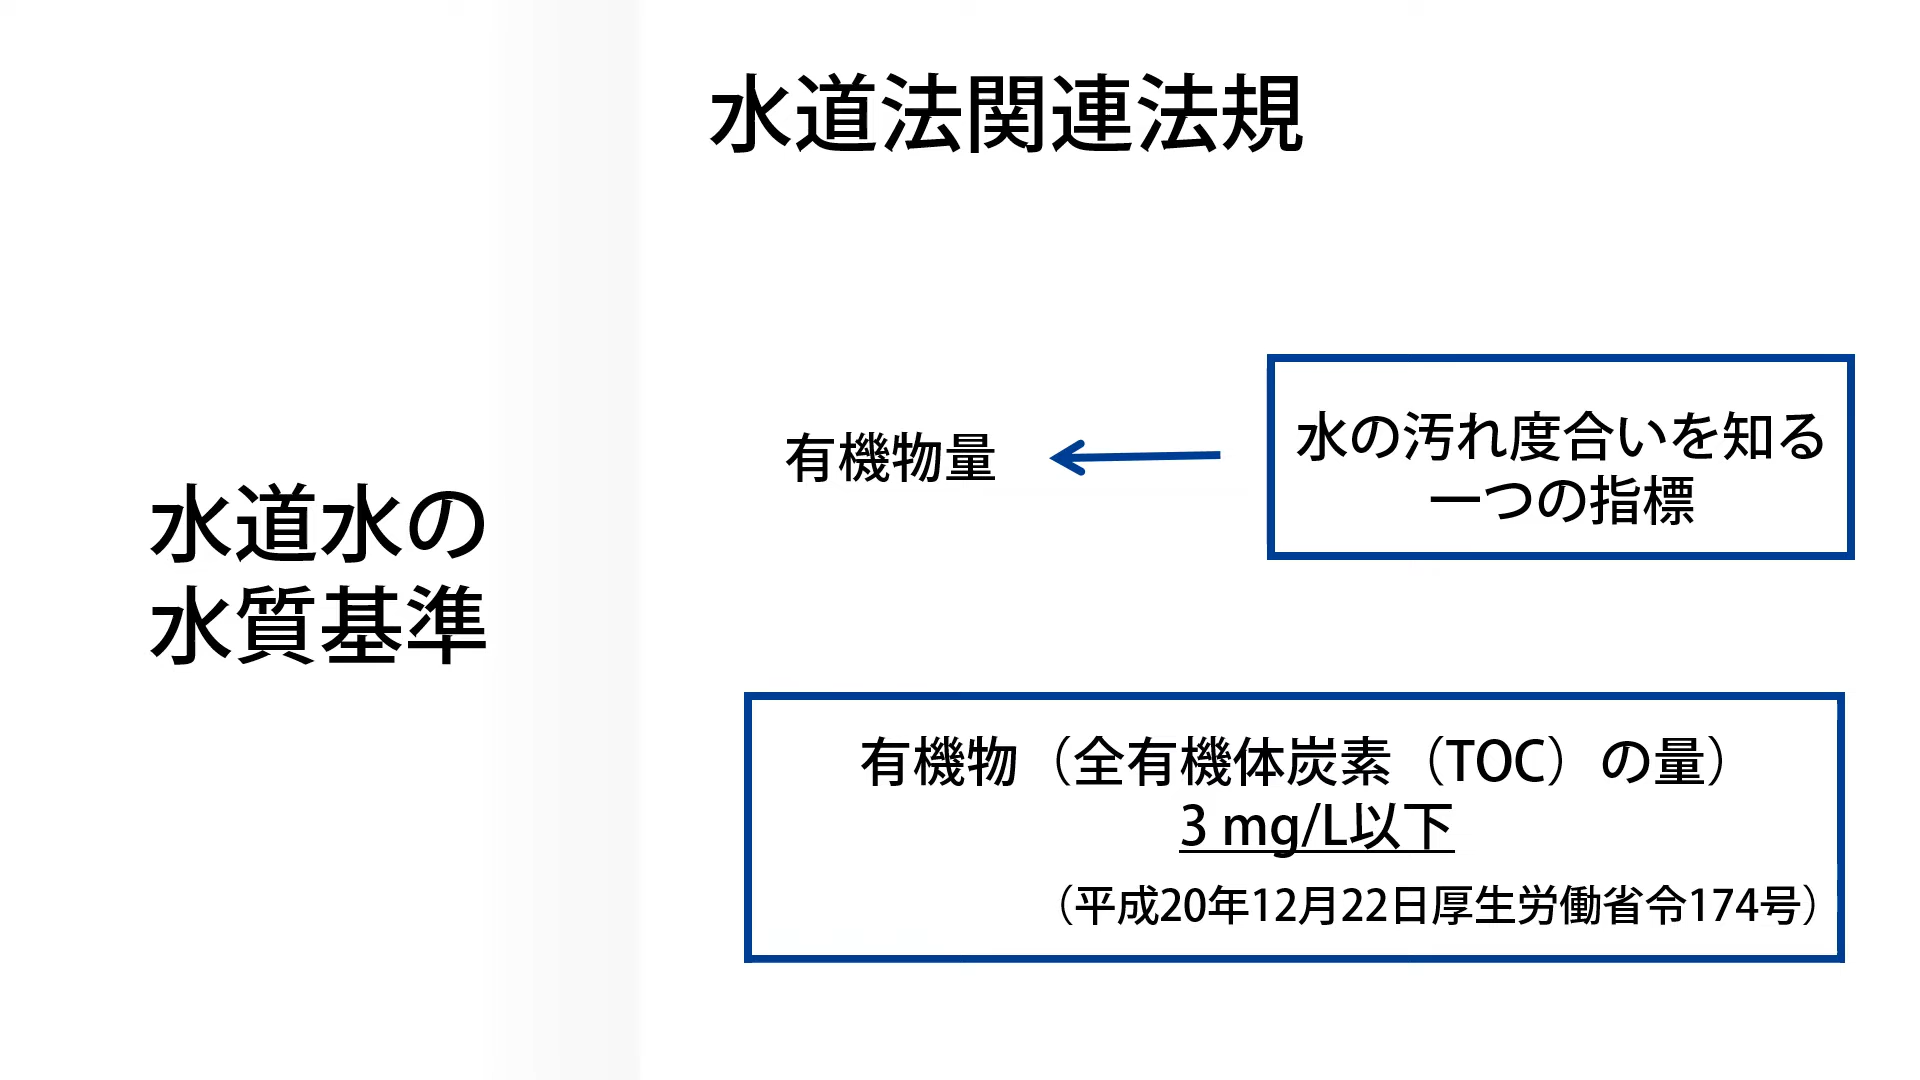 水道法関連法規
水道水の
水質基準
有機物量
水の汚れ度合いを知る
一つの指標
有機物（全有機体炭素（TOC）の量）
3 mg/L以下
（平成20年12月22日厚生労働省令174号）